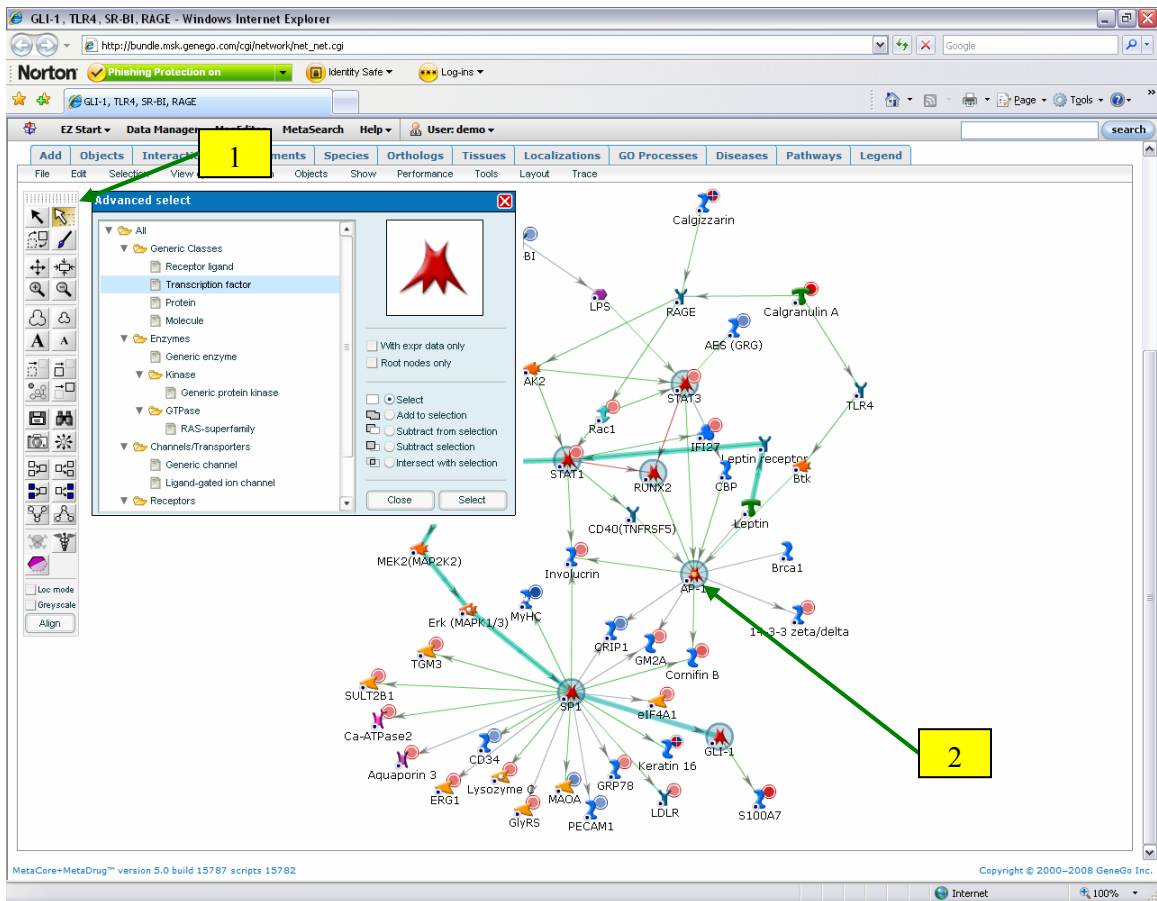 GLI-1, TLR4, SR-BI, RAGE - Windows Internet Explorer
http://bundle.msk.genego.com/cgi/network/net_net.cgi
Google
Norton
Phishing Protection on
Identity Safe
Log-ins
GLI-1, TLR4, SR-BI, RAGE
Page
Tools
EZ Start
Data Manager
MetaSearch
Help
User: demo
search
Add
Objects
Species
Orthologs
Tissues
Localizations
GO Processes
Diseases
Pathways
Legend
1
File
Edit
Objects
Show
Performance
Tools
Layout
Trace
Advanced select
All
Generic Classes
Receptor ligand
Transcription factor
Protein
Molecule
Enzymes
Generic enzyme
Kinase
Generic protein kinase
GTPase
RAS-superfamily
Channels/Transporters
Generic channel
Ligand-gated ion channel
Receptors
With expr data only
Root nodes only
Select
Add to selection
Subtract from selection
Subtract selection
Intersect with selection
Close
Select
A
A
Loc mode
Greyscale
Align
Calgizzarin
BI
LPS
RAGE
Calgranulin A
AES (GRG)
AK2
STAT3
TLR4
Rac1
IFI27
Leptin receptor
STAT1
RUNX2
CBP
Btk
Leptin
CD40(TNFRSF5)
MEK2(MAP2K2)
Involucrin
Brca1
AP-1
MyHC
Erk (MAPK1/3)
14-3-3 zeta/delta
CRIP1
GM2A
TGM3
Cornifin B
SULT2B1
SP1
eIF4A1
Ca-ATPase2
GLI-1
2
CD34
Keratin 16
Aquaporin 3
Lysozyme C
GRP78
ERG1
MAOA
LDLR
S100A7
GlyRS
PECAM1
MetaCore+MetaDrug™ version 5.0 build 15787 scripts 15782
Copyright © 2000-2008 GeneGo Inc.
Internet
100%